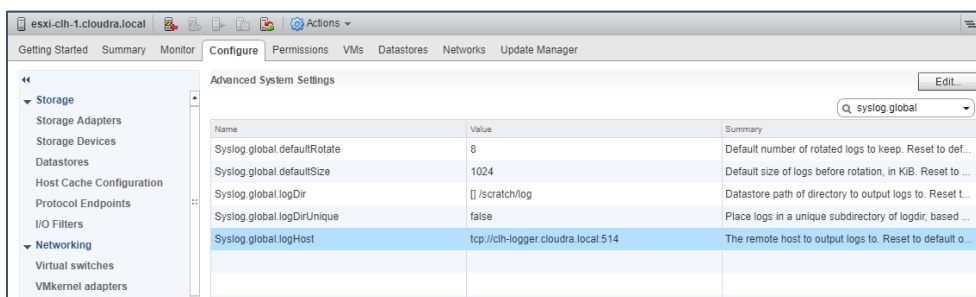 esxi-clh-1.cloudra.local Actions
Getting Started Summary Monitor Configure Permissions VMs Datastores Networks Update Manager
Advanced System Settings
Edit...
Storage
syslog.global
Storage Adapters
Name Value Summary
Storage Devices
Syslog.global.defaultRotate 8 Default number of rotated logs to keep. Reset to def...
Datastores
Syslog.global.defaultSize 1024 Default size of logs before rotation, in KiB. Reset to ...
Host Cache Configuration
Syslog.global.logDir [] /scratch/log Datastore path of directory to output logs to. Reset t...
Protocol Endpoints
Syslog.global.logDirUnique false Place logs in a unique subdirectory of logdir, based ...
I/O Filters
Syslog.global.logHost tcp://clh-logger.cloudra.local:514 The remote host to output logs to. Reset to default o...
Networking
Virtual switches
VMkernel adapters